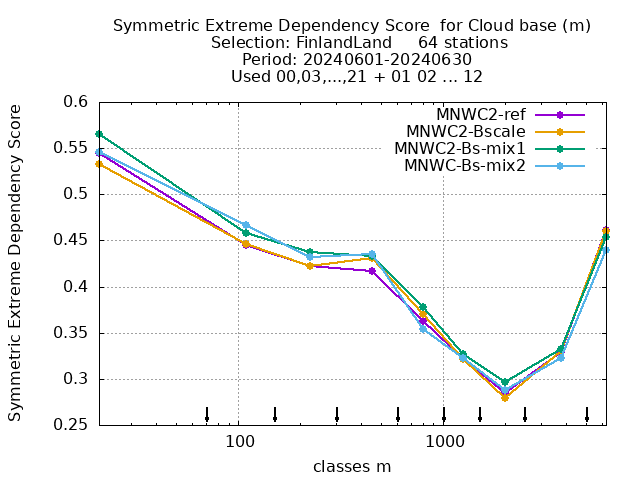 Symmetric Extreme Dependency Score  for Cloud base (m)
Selection: FinlandLand     64 stations
Period: 20240601-20240630
Used 00,03,...,21 + 01 02 ... 12
Symmetric Extreme Dependency Score
0.6
0.55
0.5
0.45
0.4
0.35
0.3
0.25
MNWC2-ref
MNWC2-Bscale
MNWC2-Bs-mix1
MNWC-Bs-mix2
100
1000
classes m